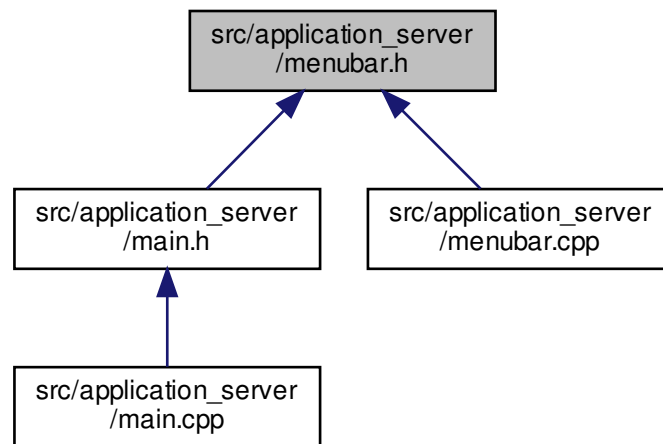 src/application_server
/menubar.h
src/application_server
/main.h
src/application_server
/menubar.cpp
src/application_server
/main.cpp